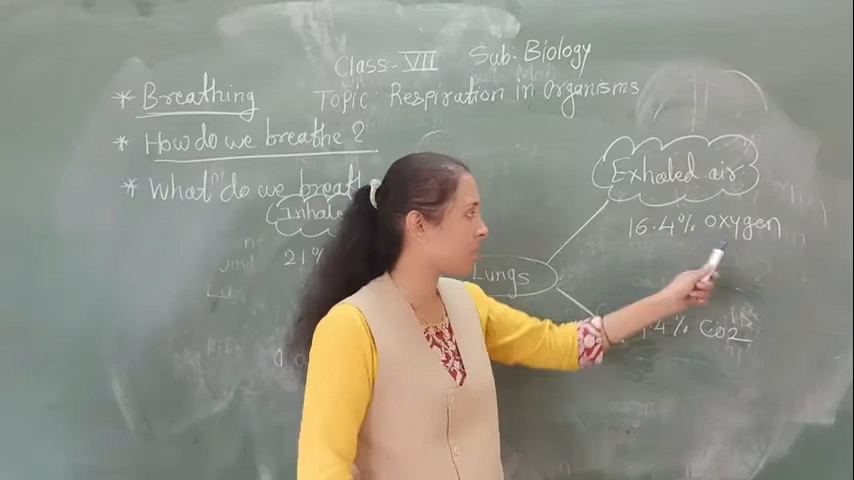 Class- VII Sub: Biology
Topic: Respiration in Organisms
* Breathing
* How do we breathe?
* What do we breath
Inhale
21%
Lungs
Exhaled air
16.4% Oxygen
4% CO2